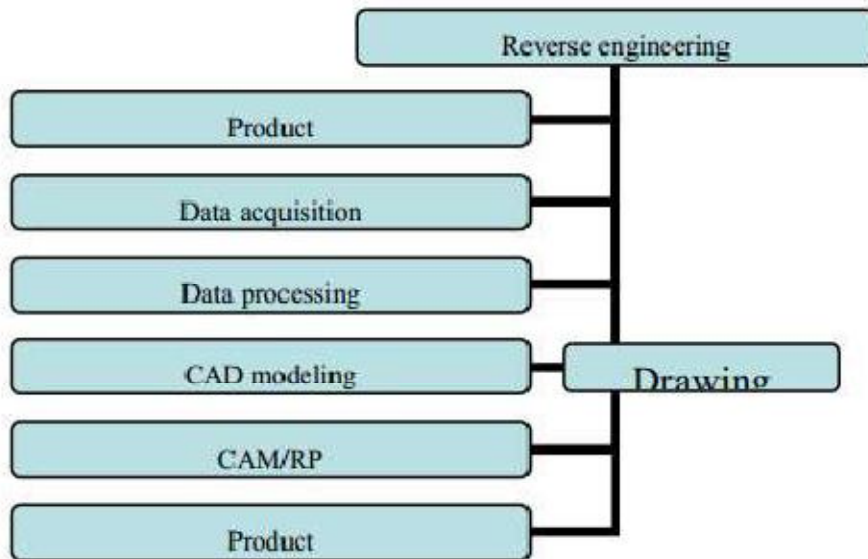 Reverse engineering
Product
Data acquisition
Data processing
CAD modeling
Drawing
CAM/RP
Product